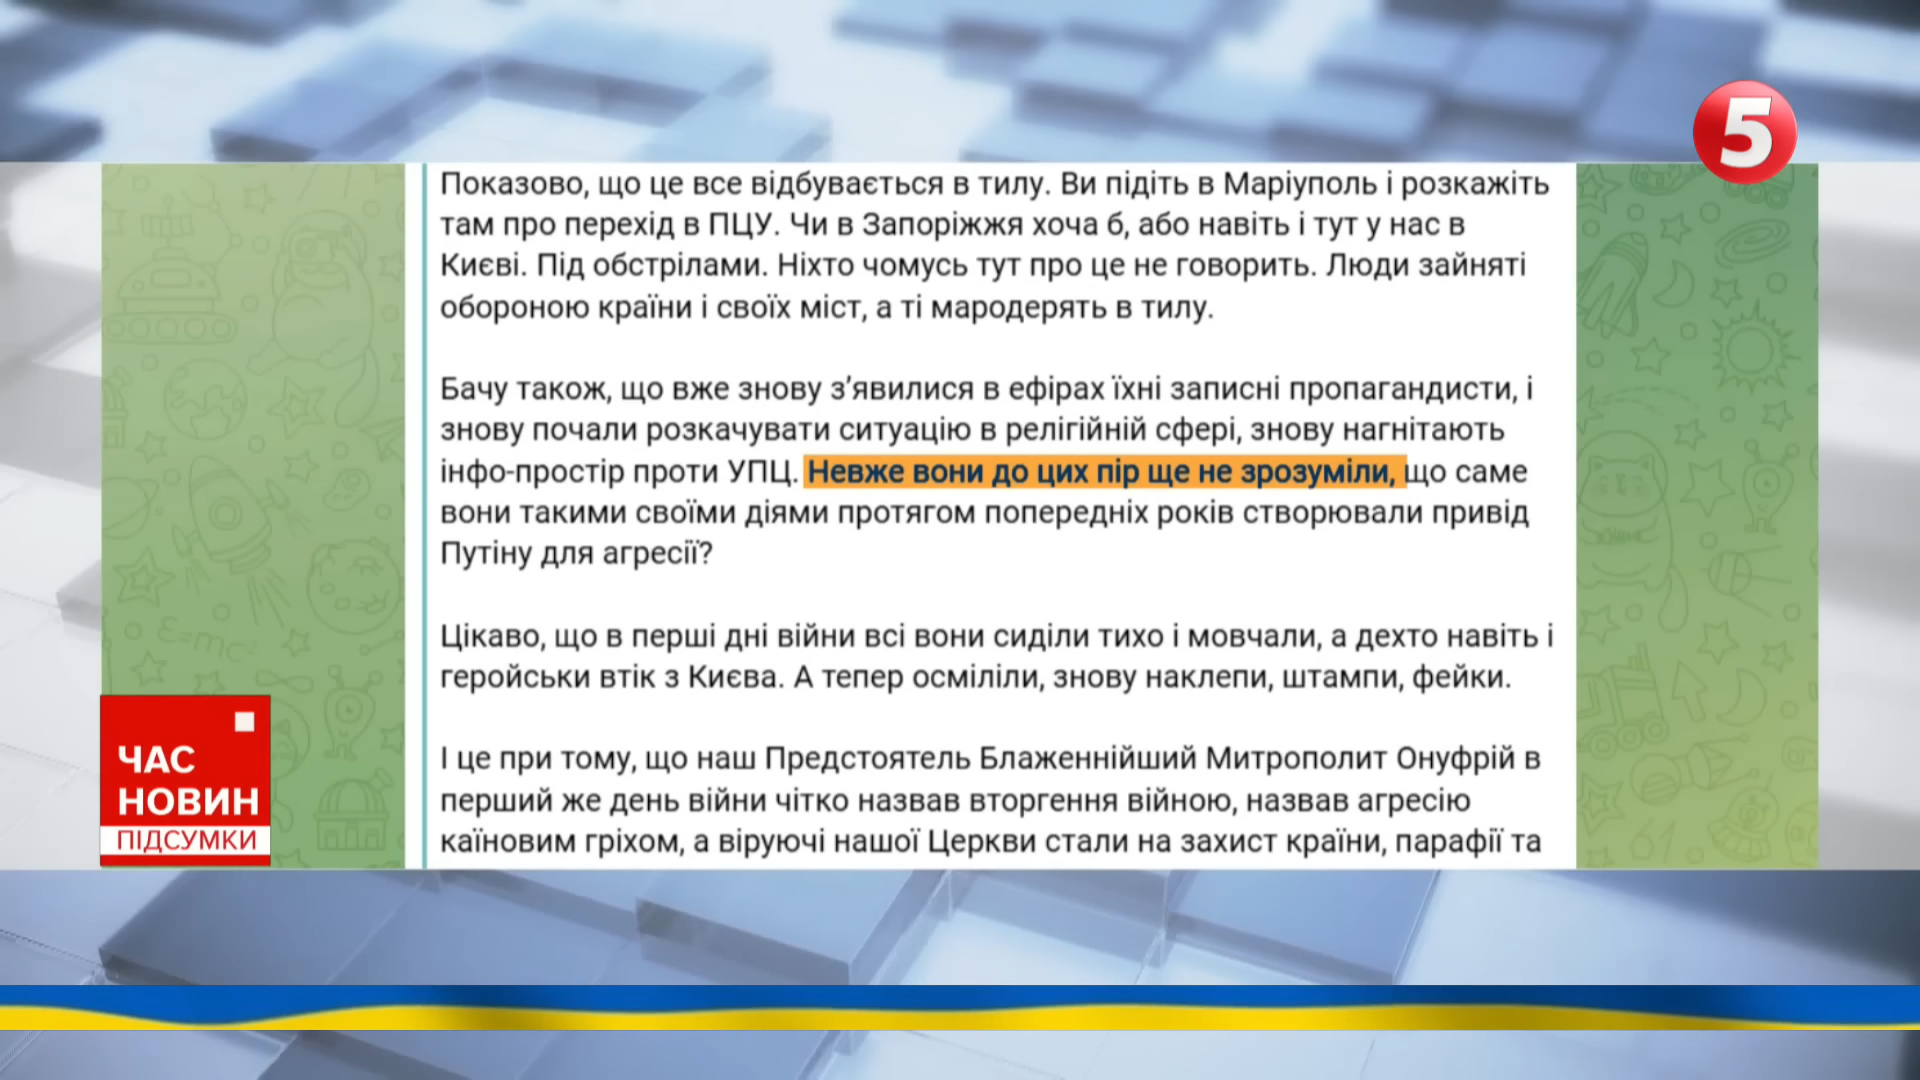 5
Показово, що це все відбувається в тилу. Ви підіть в Маріуполь і розкажіть
там про перехід в ПЦУ. Чи в Запоріжжя хоча б, або навіть і тут у нас в
Києві. Під обстрілами. Ніхто чомусь тут про це не говорить. Люди зайняті
обороною країни і своїх міст, а ті мародерять в тилу.
Бачу також, що вже знову з’явилися в ефірах їхні записні пропагандисти, і
знову почали розкачувати ситуацію в релігійній сфері, знову нагнітають
інфо-простір проти УПЦ. Невже вони до цих пір ще не зрозуміли, що саме
вони такими своїми діями протягом попередніх років створювали привід
Путіну для агресії?
Цікаво, що в перші дні війни всі вони сиділи тихо і мовчали, а дехто навіть і
геройськи втік з Києва. А тепер осміліли, знову наклепи, штампи, фейки.
І це при тому, що наш Предстоятель Блаженнійший Митрополит Онуфрій в
перший же день війни чітко назвав вторгення війною, назвав агресію
каїновим гріхом, а віруючі нашої Церкви стали на захист країни, парафії та
ЧАС
НОВИН
ПІДСУМКИ
E=mc²